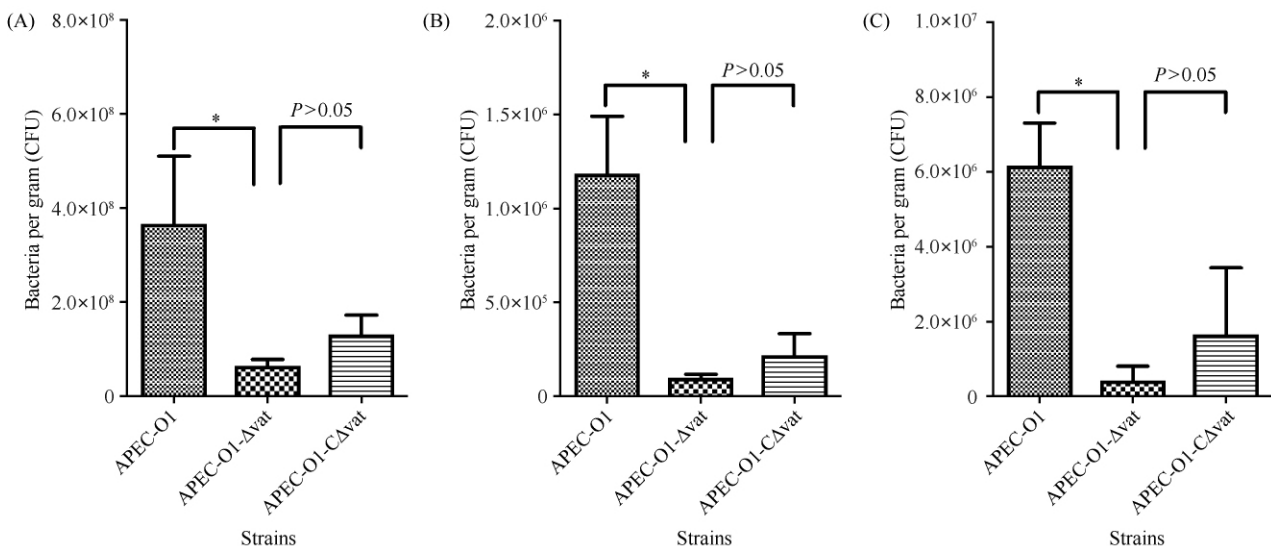 (A)
8.0×10⁸
6.0×10⁸
4.0×10⁸
2.0×10⁸
0
Bacteria per gram (CFU)
*
P>0.05
APEC-O1
APEC-O1-Δvat
APEC-O1-CΔvat
Strains
(B)
2.0×10⁶
1.5×10⁶
1.0×10⁶
5.0×10⁵
0
Bacteria per gram (CFU)
*
P>0.05
APEC-O1
APEC-O1-Δvat
APEC-O1-CΔvat
Strains
(C)
1.0×10⁷
8.0×10⁶
6.0×10⁶
4.0×10⁶
2.0×10⁶
0
Bacteria per gram (CFU)
*
P>0.05
APEC-O1
APEC-O1-Δvat
APEC-O1-CΔvat
Strains